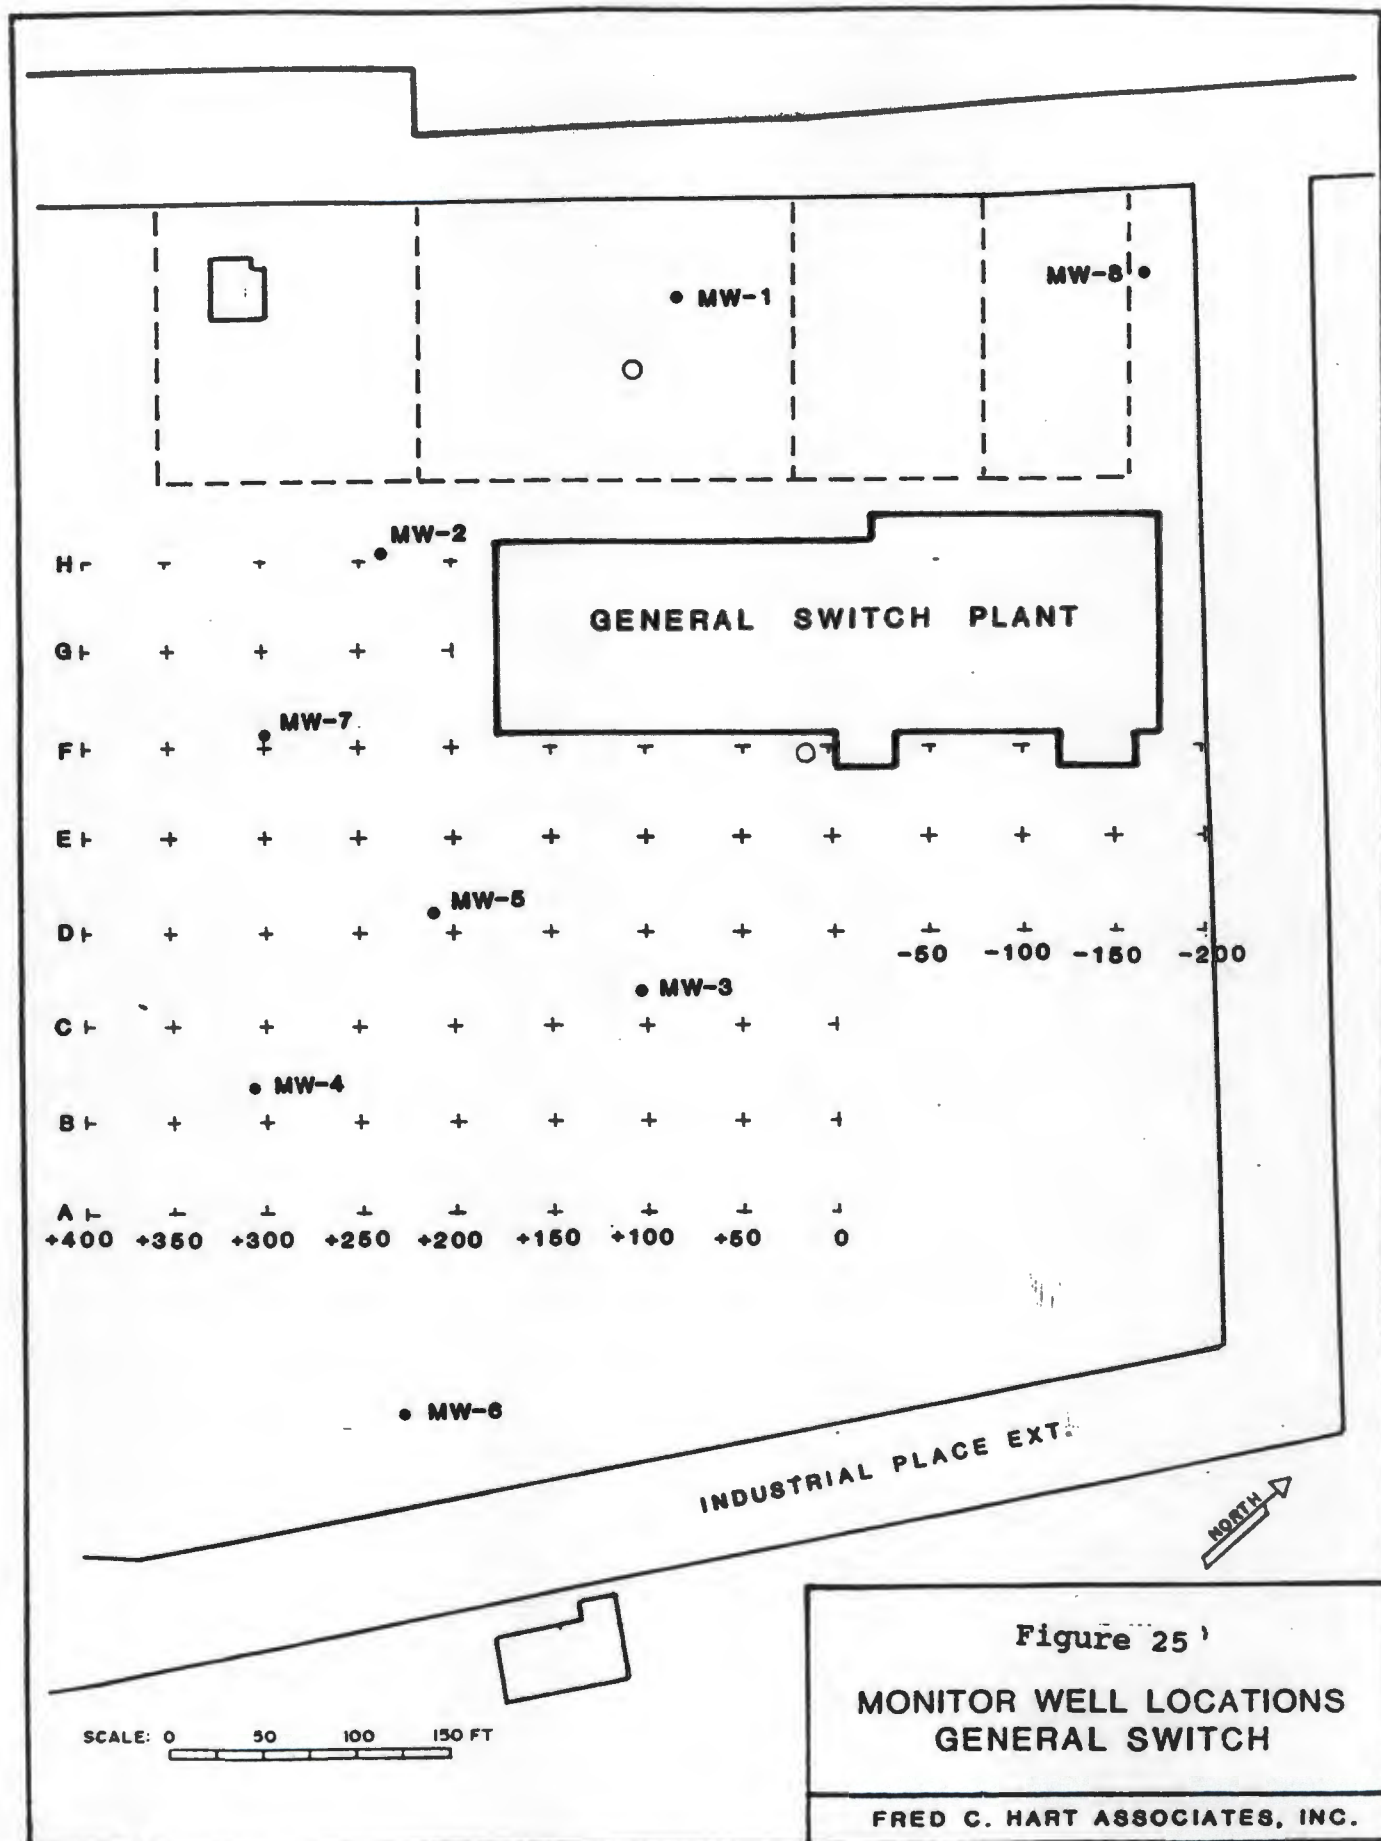 MW-1
MW-8
MW-2
H
GENERAL SWITCH PLANT
G
MW-7
F
E
MW-5
D
-50 -100 -150 -200
MW-3
C
MW-4
B
A
+400 +350 +300 +250 +200 +150 +100 +50 0
MW-6
INDUSTRIAL PLACE EXT.
NORTH
Figure 25
MONITOR WELL LOCATIONS
GENERAL SWITCH
SCALE: 0 50 100 150 FT
FRED C. HART ASSOCIATES, INC.